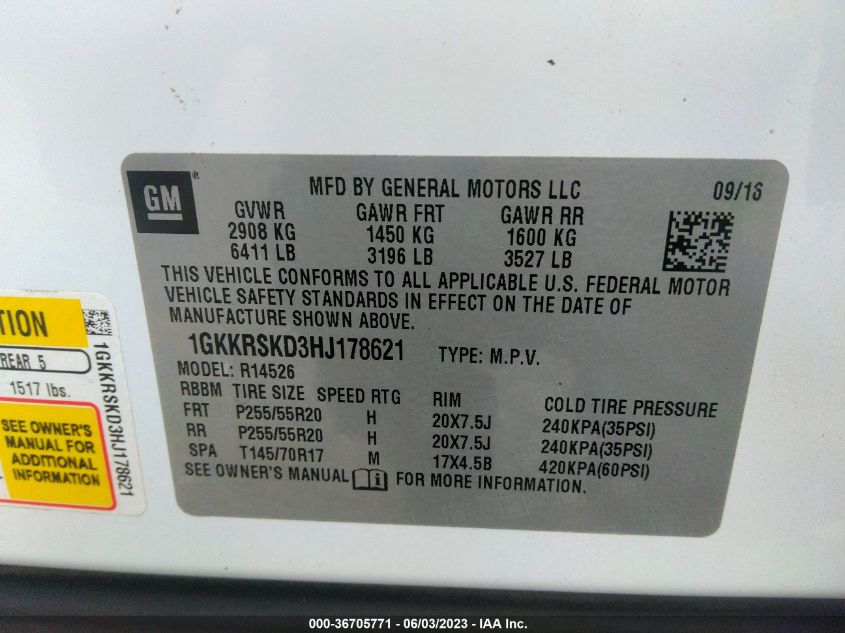 GM ®
MFD BY GENERAL MOTORS LLC 09/16
GVWR GAWR FRT GAWR RR
2908 KG 1450 KG 1600 KG
6411 LB 3196 LB 3527 LB
THIS VEHICLE CONFORMS TO ALL APPLICABLE U.S. FEDERAL MOTOR
VEHICLE SAFETY STANDARDS IN EFFECT ON THE DATE OF
MANUFACTURE SHOWN ABOVE.
1GKKRSKD3HJ178621 TYPE: M.P.V.
MODEL: R14526
RBBM TIRE SIZE SPEED RTG RIM COLD TIRE PRESSURE
FRT P255/55R20 H 20X7.5J 240KPA(35PSI)
RR P255/55R20 H 20X7.5J 240KPA(35PSI)
SPA T145/70R17 M 17X4.5B 420KPA(60PSI)
SEE OWNER'S MANUAL FOR MORE INFORMATION.
TION
REAR 5
1517 lbs.
SEE OWNER'S
MANUAL FOR
ADDITIONAL
INFORMATION
1GKKRSKD3HJ178621
000-36705771 - 06/03/2023 - IAA Inc.